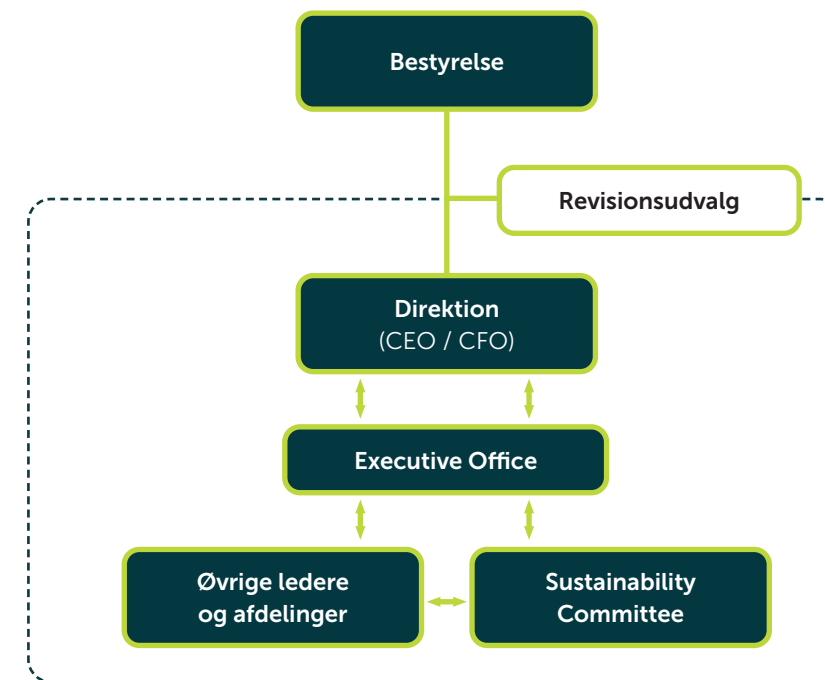 Bestyrelse
Revisionsudvalg
Direktion
(CEO / CFO)
Executive Office
Øvrige ledere
og afdelinger
Sustainability
Committee